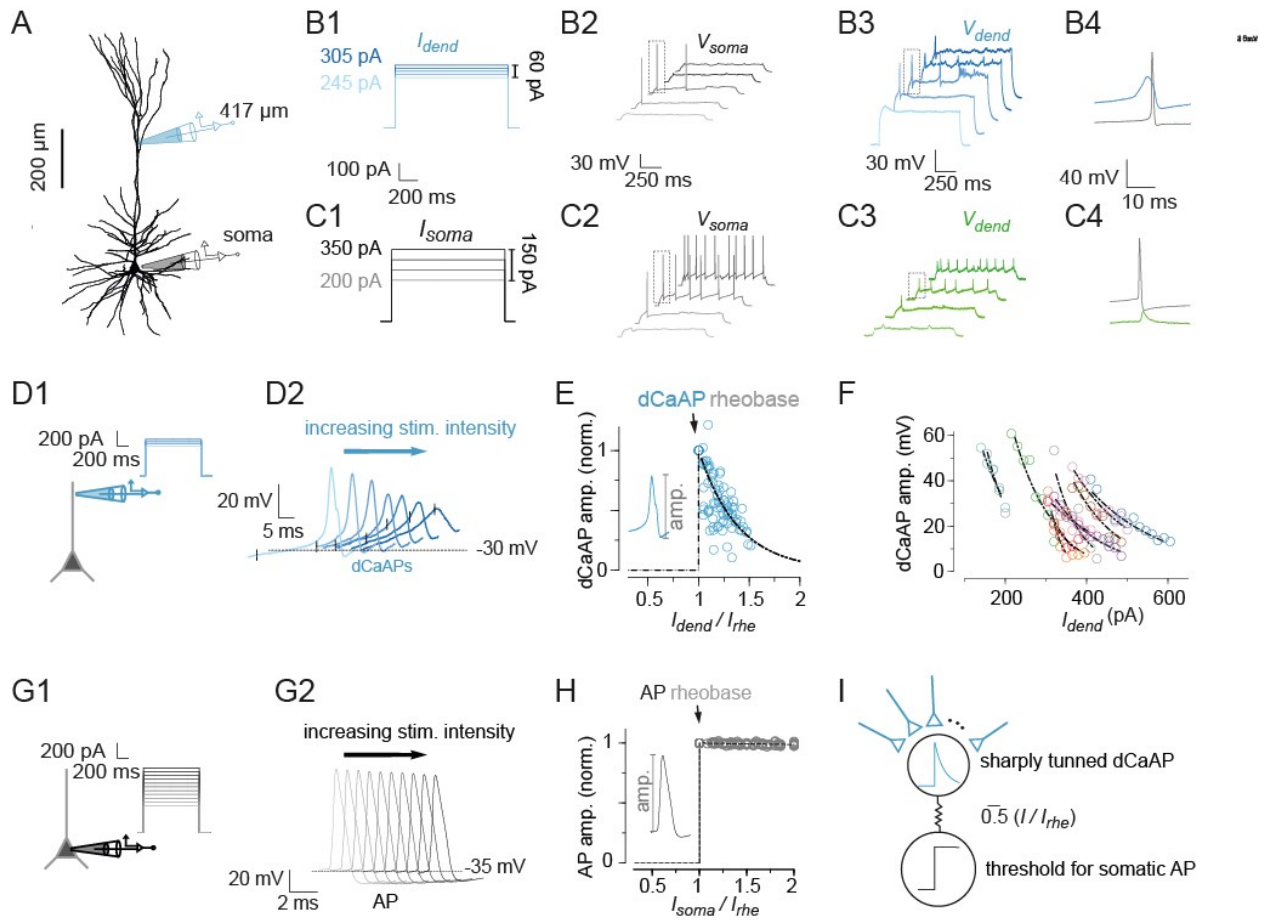 A
417 µm
200 µm
soma
B1
I_dend
305 pA
245 pA
60 pA
100 pA
200 ms
B2
V_soma
30 mV
250 ms
B3
V_dend
30 mV
250 ms
B4
40 mV
10 ms
C1
I_soma
350 pA
200 pA
150 pA
C2
V_soma
C3
V_dend
C4
D1
200 pA
200 ms
D2
increasing stim. intensity
20 mV
5 ms
-30 mV
dCaAPs
E
dCaAP rheobase
dCaAP amp. (norm.)
1
0
amp.
0.5 1 1.5 2
I_dend / I_rhe
F
dCaAP amp. (mV)
60
40
20
0
200 400 600
I_dend (pA)
G1
200 pA
200 ms
G2
increasing stim. intensity
-35 mV
20 mV
2 ms
AP
H
AP rheobase
AP amp. (norm.)
1
0
amp.
0.5 1 1.5 2
I_soma / I_rhe
I
sharply tunned dCaAP
0.5 (I / I_rhe)
threshold for somatic AP